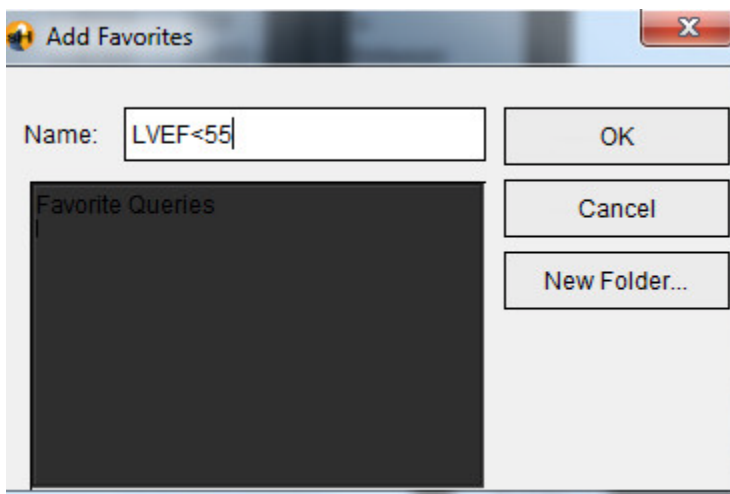 Add Favorites
Name: LVEF<55
OK
Favorite Queries
Cancel
New Folder...